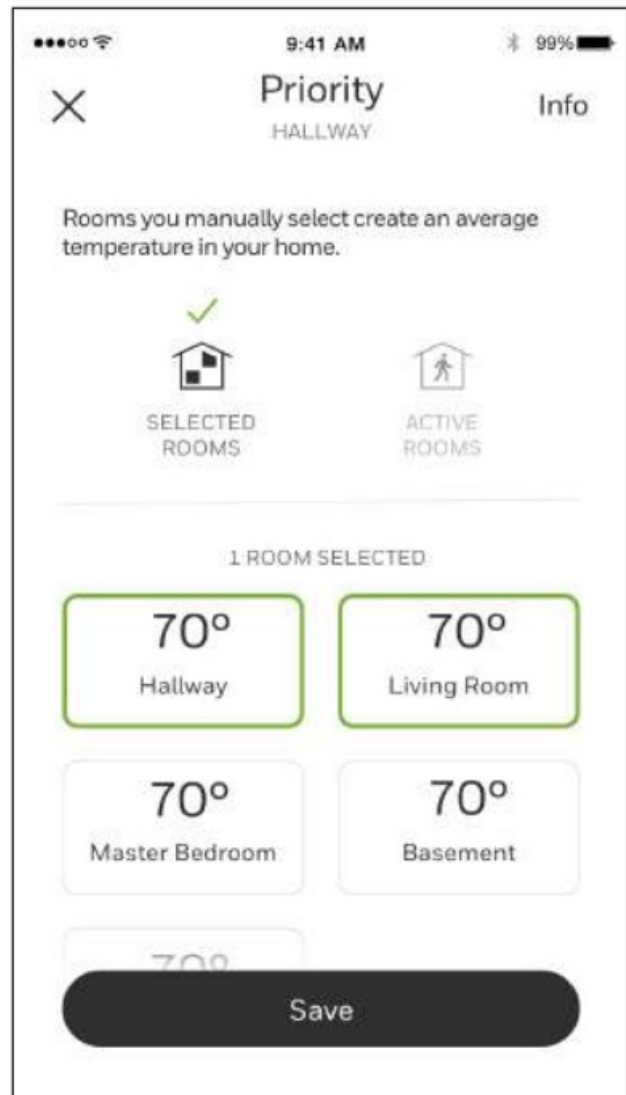 9:41 AM 99%
Priority
Info
HALLWAY
Rooms you manually select create an average
temperature in your home.
SELECTED
ROOMS
ACTIVE
ROOMS
1 ROOM SELECTED
70°
Hallway
70°
Living Room
70°
Master Bedroom
70°
Basement
70°
Save